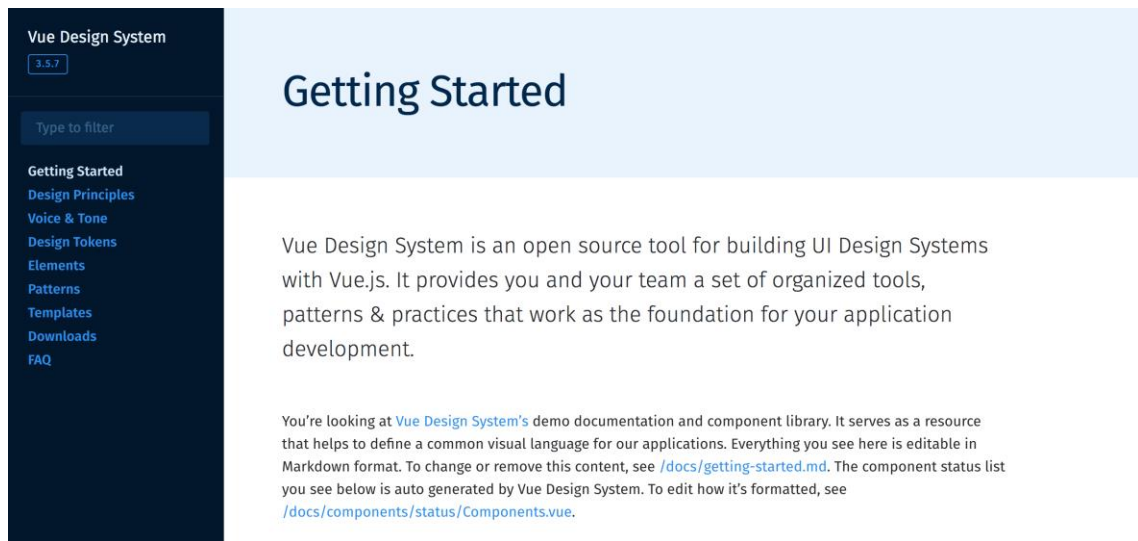 Vue Design System
3.5.7
Type to filter
Getting Started
Design Principles
Voice & Tone
Design Tokens
Elements
Patterns
Templates
Downloads
FAQ
Getting Started
Vue Design System is an open source tool for building UI Design Systems
with Vue.js. It provides you and your team a set of organized tools,
patterns & practices that work as the foundation for your application
development.
You’re looking at Vue Design System’s demo documentation and component library. It serves as a resource
that helps to define a common visual language for our applications. Everything you see here is editable in
Markdown format. To change or remove this content, see /docs/getting-started.md. The component status list
you see below is auto generated by Vue Design System. To edit how it’s formatted, see
/docs/components/status/Components.vue.